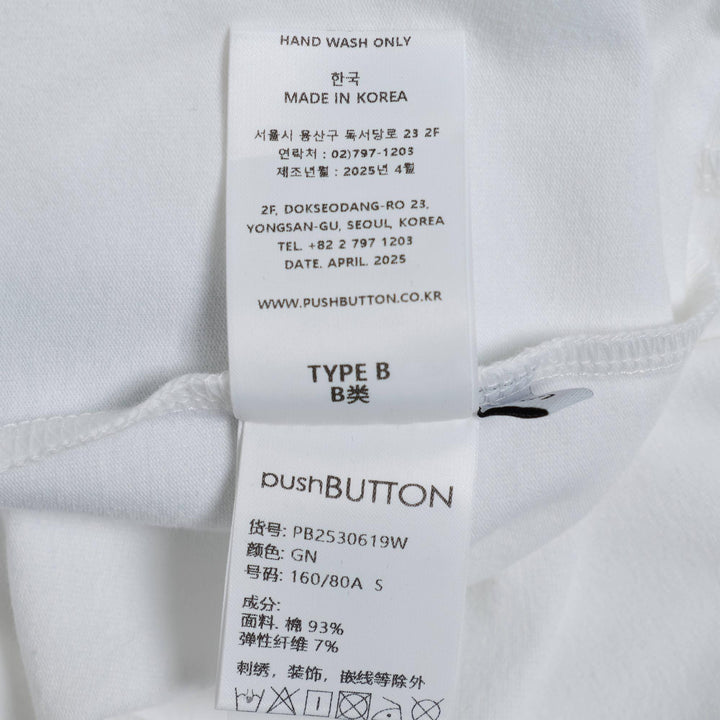 HAND WASH ONLY
한국
MADE IN KOREA
서울시 용산구 독서당로 23 2F
연락처 : 02)797-1203
제조년월 : 2025년 4월
2F, DOKSEODANG-RO 23,
YONGSAN-GU, SEOUL, KOREA
TEL. +82 2 797 1203
DATE. APRIL. 2025
WWW.PUSHBUTTON.CO.KR
TYPE B
B类
pushBUTTON
货号: PB2530619W
颜色: GN
号码: 160/80A S
成分:
面料. 棉 93%
弹性纤维 7%
刺绣，装饰，嵌线等除外